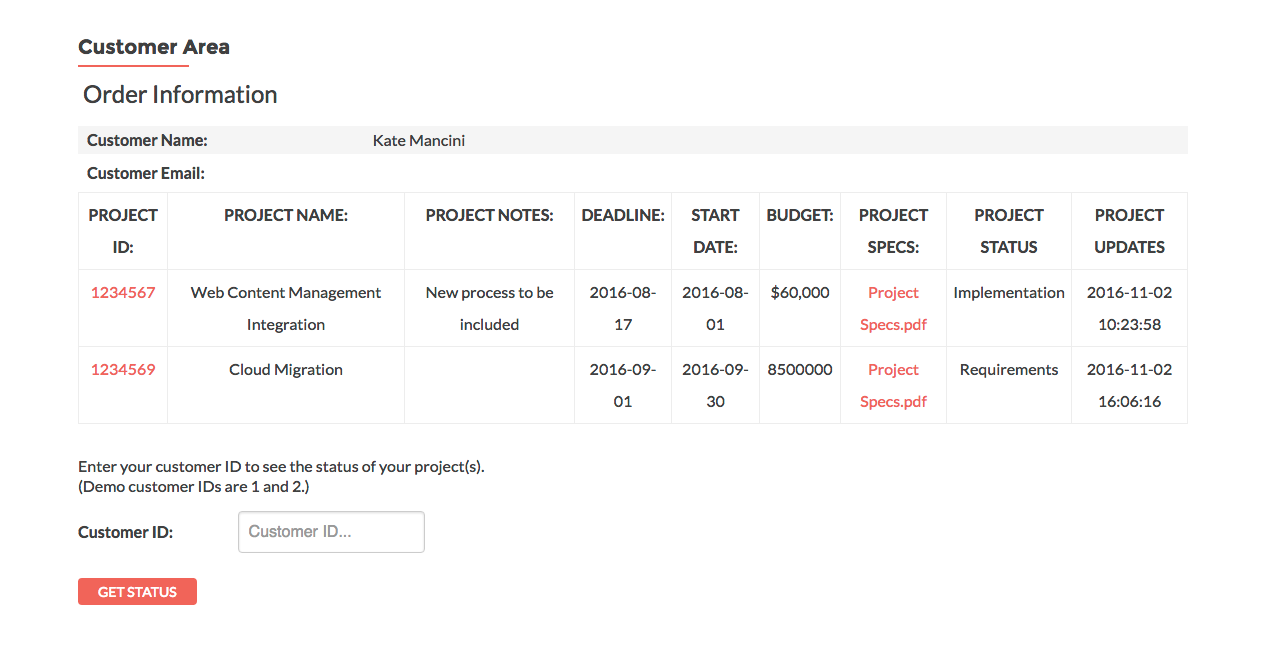 Customer Area
Order Information
Customer Name: Kate Mancini
Customer Email:
PROJECT ID: PROJECT NAME: PROJECT NOTES: DEADLINE: START DATE: BUDGET: PROJECT SPECS: PROJECT STATUS PROJECT UPDATES
1234567 Web Content Management Integration New process to be included 2016-08-17 2016-08-01 $60,000 Project Specs.pdf Implementation 2016-11-02 10:23:58
1234569 Cloud Migration 2016-09-01 2016-09-30 8500000 Project Specs.pdf Requirements 2016-11-02 16:06:16
Enter your customer ID to see the status of your project(s).
(Demo customer IDs are 1 and 2.)
Customer ID: Customer ID...
GET STATUS